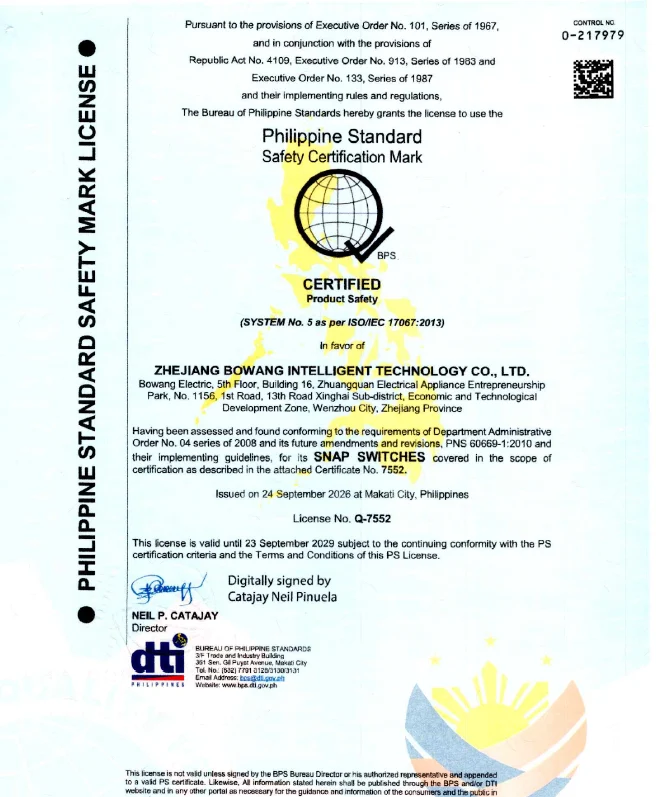 PHILIPPINE STANDARD SAFETY MARK LICENSE
CONTROL NO.
0-217979
Pursuant to the provisions of Executive Order No. 101, Series of 1967,
and in conjunction with the provisions of
Republic Act No. 4109, Executive Order No. 913, Series of 1983 and
Executive Order No. 133, Series of 1987
and their implementing rules and regulations,
The Bureau of Philippine Standards hereby grants the license to use the
Philippine Standard
Safety Certification Mark
BPS
CERTIFIED
Product Safety
(SYSTEM No. 5 as per ISO/IEC 17067:2013)
In favor of
ZHEJIANG BOWANG INTELLIGENT TECHNOLOGY CO., LTD.
Bowang Electric, 5th Floor, Building 16, Zhuangquan Electrical Appliance Entrepreneurship
Park, No. 1156, 1st Road, 13th Road Xinghai Sub-district, Economic and Technological
Development Zone, Wenzhou City, Zhejiang Province
Having been assessed and found conforming to the requirements of Department Administrative
Order No. 04 series of 2008 and its future amendments and revisions, PNS 60669-1:2010 and
their implementing guidelines, for its SNAP SWITCHES covered in the scope of
certification as described in the attached Certificate No. 7552.
Issued on 24 September 2026 at Makati City, Philippines
License No. Q-7552
This license is valid until 23 September 2029 subject to the continuing conformity with the PS
certification criteria and the Terms and Conditions of this PS License.
Digitally signed by
Catajay Neil Pinuela
NEIL P. CATAJAY
Director
dti
PHILIPPINES
BUREAU OF PHILIPPINE STANDARDS
3/F Trade and Industry Building
361 Sen. Gil Puyat Avenue, Makati City
Tel. No.: (632) 7791 3128/3130/3131
Email Address: bps@dti.gov.ph
Website: www.bps.dti.gov.ph
This license is not valid unless signed by the BPS Bureau Director or his authorized representative and appended
to a valid PS certificate. Likewise, All information stated herein shall be published through the BPS and/or DTI
website and in any other portal as necessary for the guidance and information of the consumers and the public in